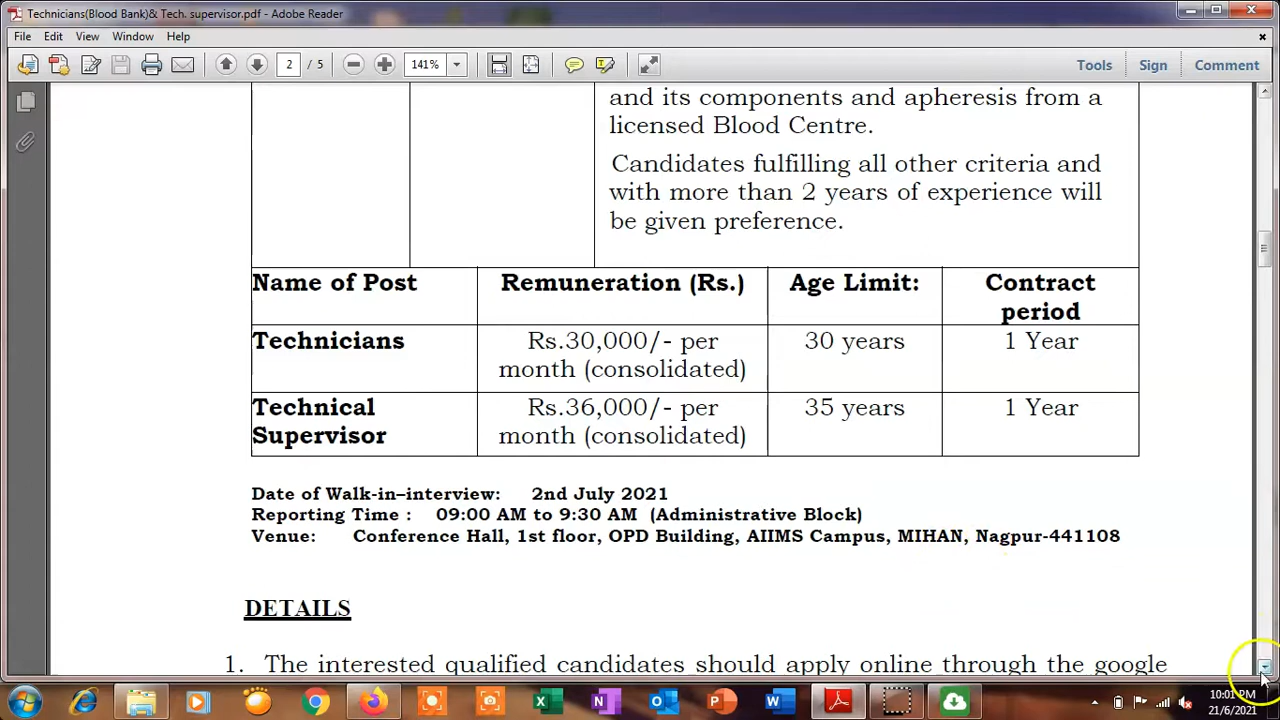 Technicians(Blood Bank)& Tech. supervisor.pdf - Adobe Reader
File Edit View Window Help
2 / 5 141% Tools Sign Comment
and its components and apheresis from a
licensed Blood Centre.
Candidates fulfilling all other criteria and
with more than 2 years of experience will
be given preference.
Name of Post Remuneration (Rs.) Age Limit: Contract
period
Technicians Rs.30,000/- per 30 years 1 Year
month (consolidated)
Technical Rs.36,000/- per 35 years 1 Year
Supervisor month (consolidated)
Date of Walk-in–interview: 2nd July 2021
Reporting Time : 09:00 AM to 9:30 AM (Administrative Block)
Venue: Conference Hall, 1st floor, OPD Building, AIIMS Campus, MIHAN, Nagpur-441108
DETAILS
1. The interested qualified candidates should apply online through the google
10:01 PM
21/6/2021